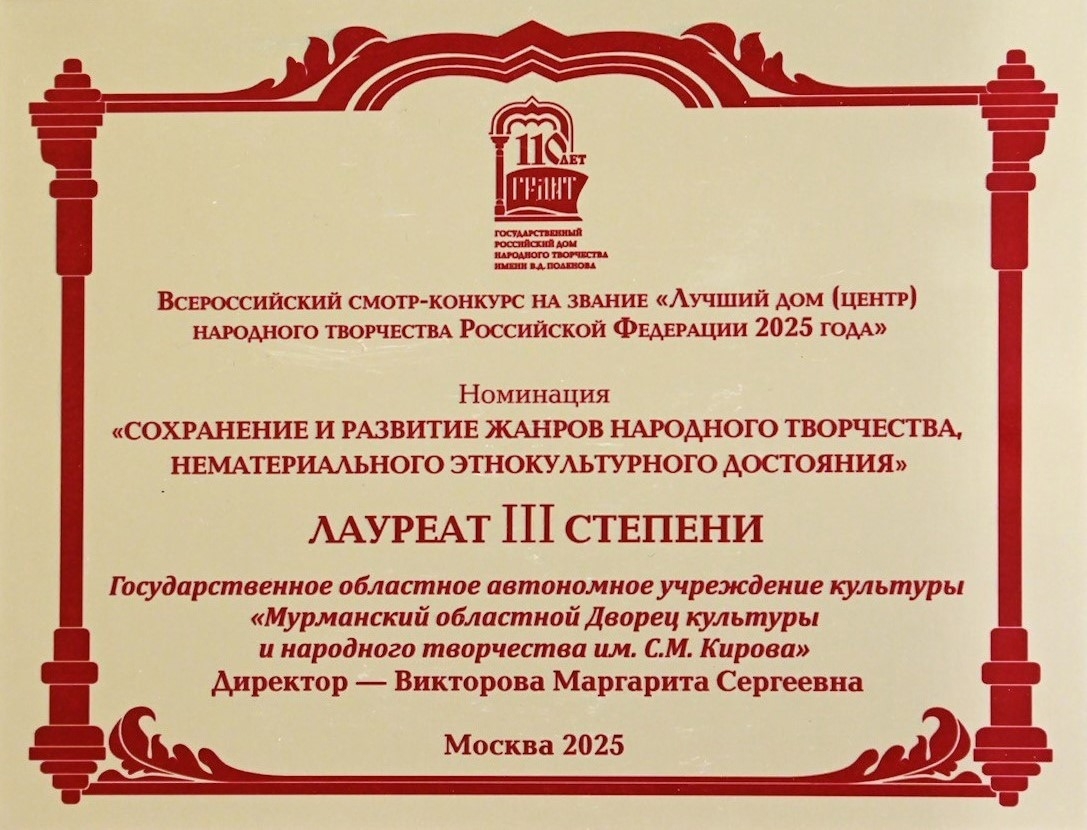 110 ЛЕТ
ГРДНТ
ГОСУДАРСТВЕННЫЙ
РОССИЙСКИЙ ДОМ
НАРОДНОГО ТВОРЧЕСТВА
ИМЕНИ В.Д. ПОЛЕНОВА
Всероссийский смотр-конкурс на звание «Лучший дом (центр)
народного творчества Российской Федерации 2025 года»
Номинация
«СОХРАНЕНИЕ И РАЗВИТИЕ ЖАНРОВ НАРОДНОГО ТВОРЧЕСТВА,
НЕМАТЕРИАЛЬНОГО ЭТНОКУЛЬТУРНОГО ДОСТОЯНИЯ»
ЛАУРЕАТ III СТЕПЕНИ
Государственное областное автономное учреждение культуры
«Мурманский областной Дворец культуры
и народного творчества им. С.М. Кирова»
Директор — Викторова Маргарита Сергеевна
Москва 2025